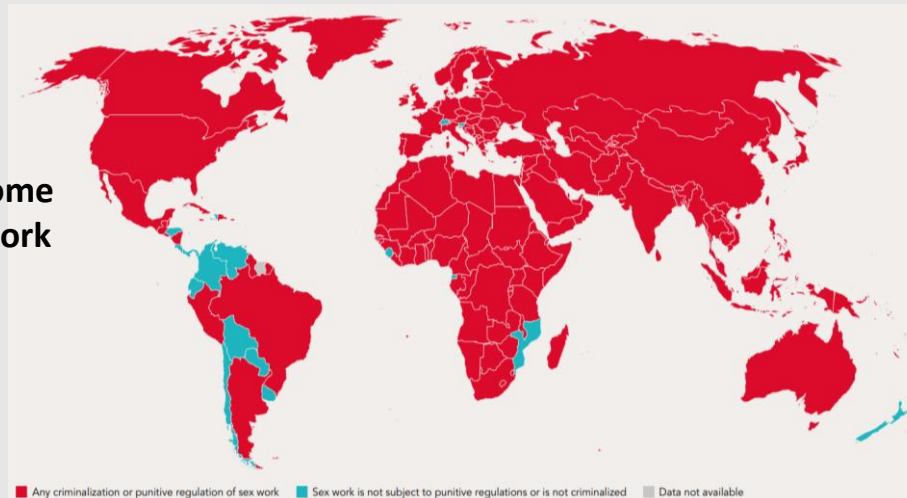 ome
ork
Any criminalization or punitive regulation of sex work Sex work is not subject to punitive regulations or is not criminalized Data not available